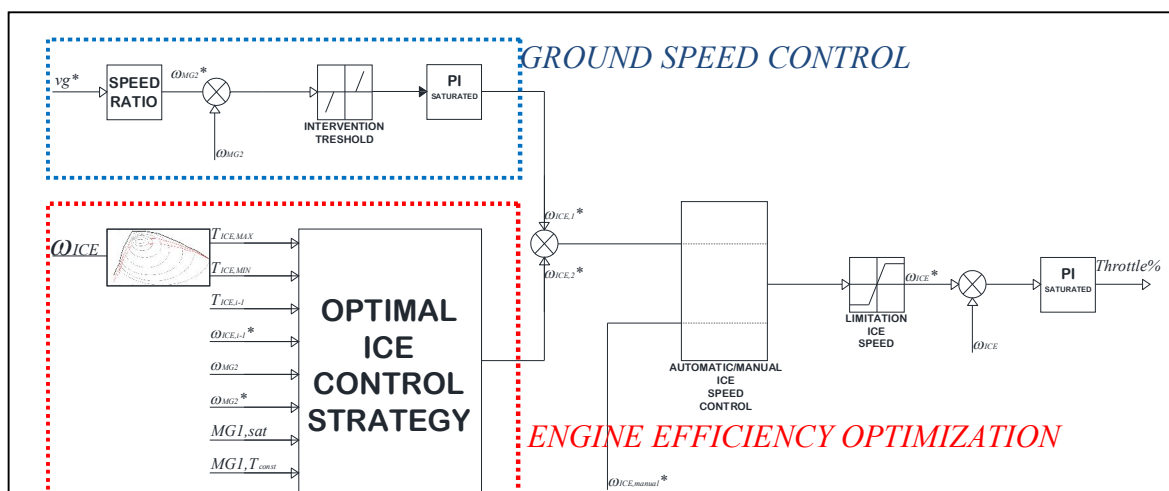 GROUND SPEED CONTROL
vg*
SPEED
RATIO
ωMG2*
ωMG2
INTERVENTION
TRESHOLD
PI
SATURATED
ωICE,1*
ωICE,2*
ωICE
TICE,MAX
TICE,MIN
TICE,i-1
ωICE,i-1*
ωMG2
ωMG2*
MG1,sat
MG1,Tconst
OPTIMAL
ICE
CONTROL
STRATEGY
ENGINE EFFICIENCY OPTIMIZATION
AUTOMATIC/MANUAL
ICE
SPEED
CONTROL
ωICE,manual*
LIMITATION
ICE
SPEED
ωICE*
ωICE
PI
SATURATED
Throttle%